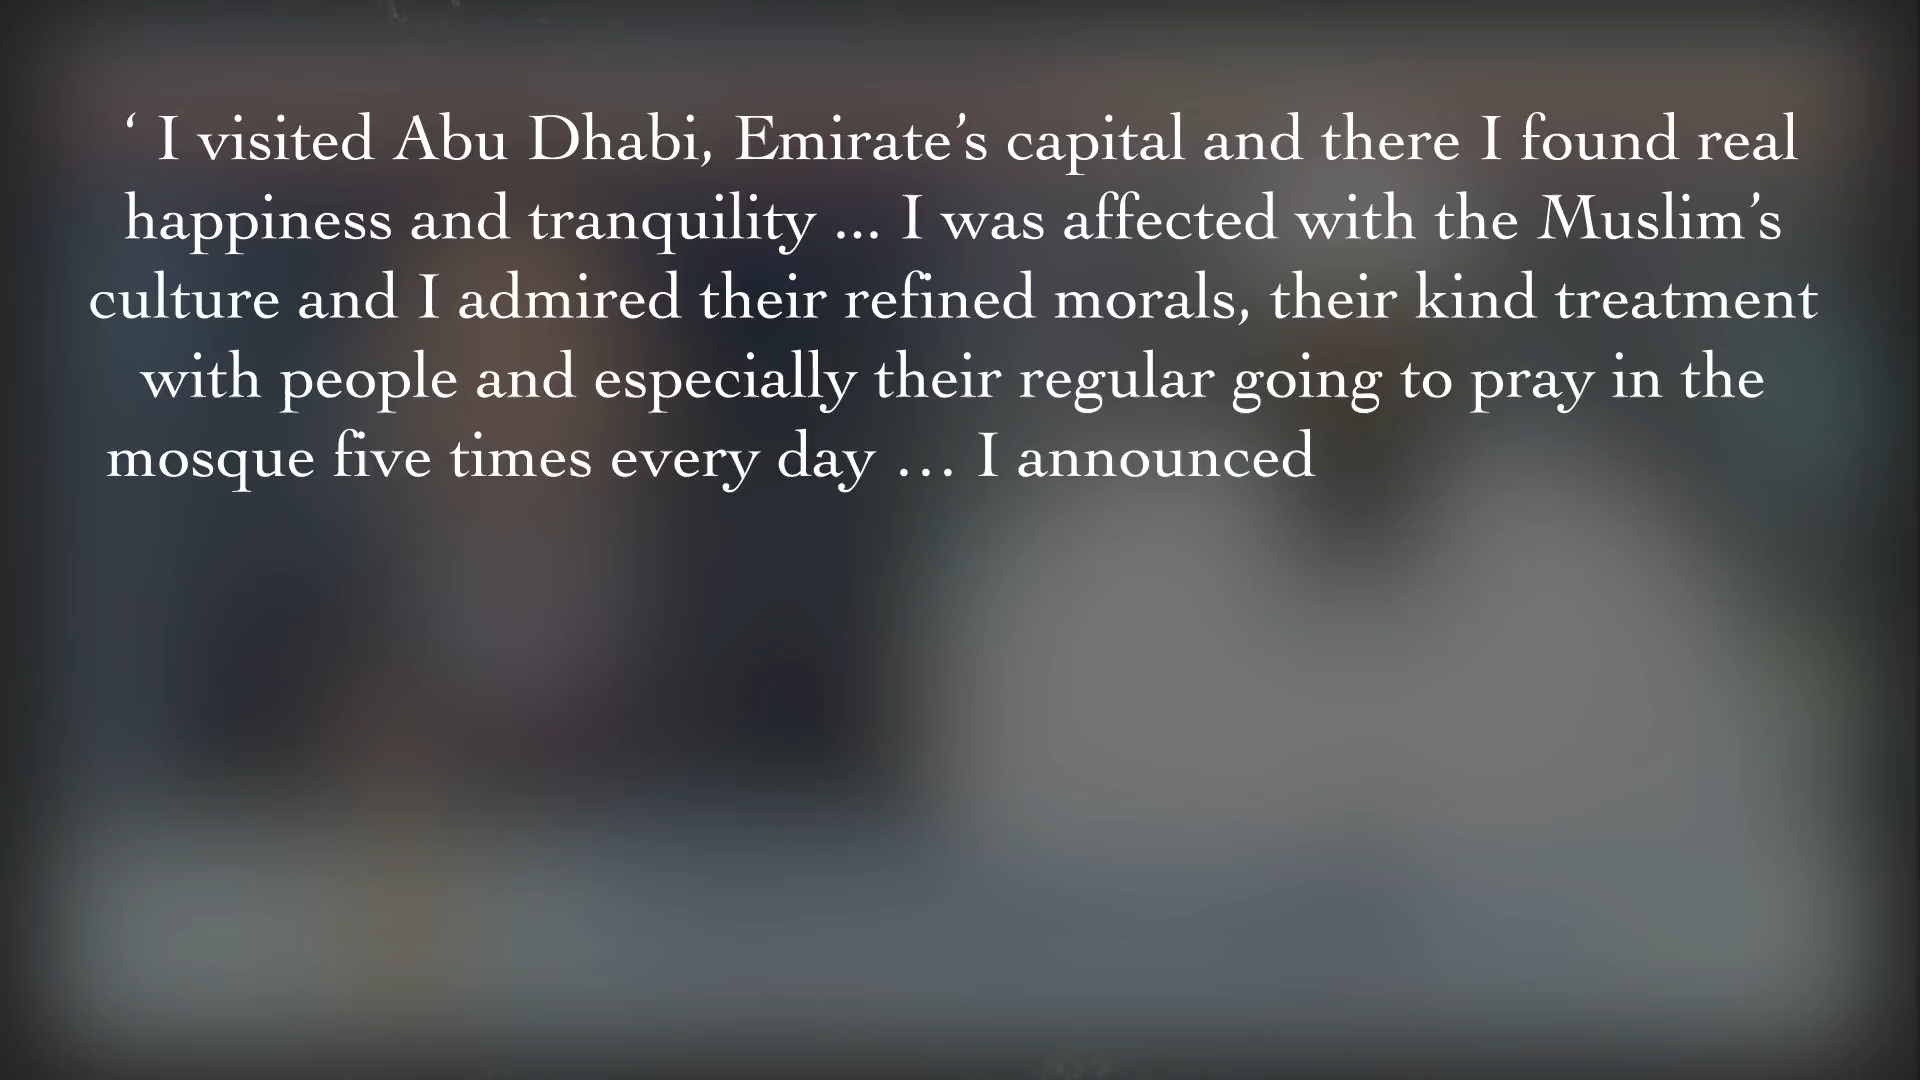 ‘ I visited Abu Dhabi, Emirate’s capital and there I found real
happiness and tranquility ... I was affected with the Muslim’s
culture and I admired their refined morals, their kind treatment
with people and especially their regular going to pray in the
mosque five times every day … I announced